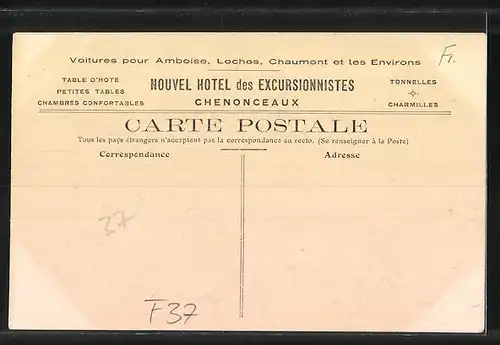 Voitures pour Amboise, Loches, Chaumont et les Environs
Fr.
TABLE D'HOTE
PETITES TABLES
CHAMBRES CONFORTABLES
NOUVEL HOTEL des EXCURSIONNISTES
CHENONCEAUX
TONNELLES
CHARMILLES
CARTE POSTALE
Tous les pays étrangers n'acceptent pas la correspondance au recto. (Se renseigner à la Poste)
Correspondance
Adresse
37
F37